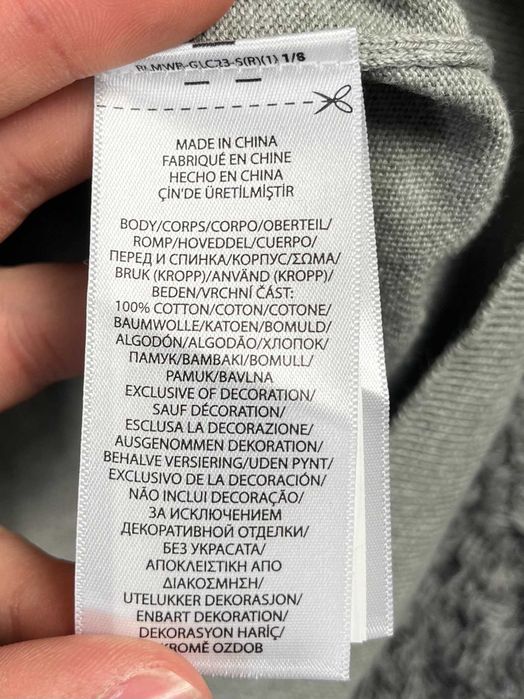 RLMWP-GLC23-S(R)(1) 1/6
MADE IN CHINA
FABRIQUÉ EN CHINE
HECHO EN CHINA
ÇİN'DE ÜRETİLMİŞTİR
BODY/CORPS/CORPO/OBERTEIL/
ROMP/HOVEDDEL/CUERPO/
ПЕРЕД И СПИНКА/КОРПУС/ΣΩΜΑ/
BRUK (KROPP)/ANVÄND (KROPP)/
BEDEN/VRCHNÍ ČÁST:
100% COTTON/COTON/COTONE/
BAUMWOLLE/KATOEN/BOMULD/
ALGODÓN/ALGODÃO/ХЛОПОК/
ПАМУК/ΒΑΜΒΑΚΙ/BOMULL/
PAMUK/BAVLNA
EXCLUSIVE OF DECORATION/
SAUF DÉCORATION/
ESCLUSA LA DECORAZIONE/
AUSGENOMMEN DEKORATION/
BEHALVE VERSIERING/UDEN PYNT/
EXCLUSIVO DE LA DECORACIÓN/
NÃO INCLUI DECORAÇÃO/
ЗА ИСКЛЮЧЕНИЕМ
ДЕКОРАТИВНОЙ ОТДЕЛКИ/
БЕЗ УКРАСАТА/
ΑΠΟΚΛΕΙΣΤΙΚΗ ΑΠΟ
ΔΙΑΚΟΣΜΗΣΗ/
UTELUKKER DEKORASJON/
ENBART DEKORATION/
DEKORASYON HARİÇ/
KROMĚ OZDOB